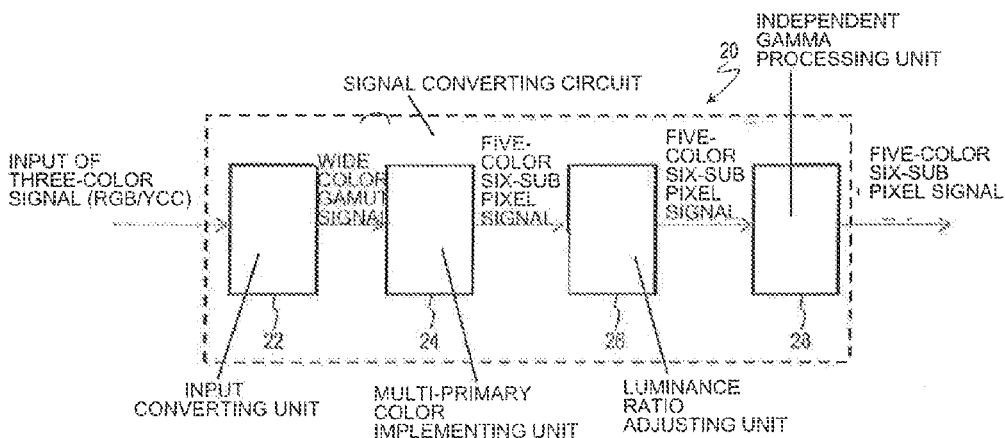 INDEPENDENT
GAMMA
PROCESSING UNIT
20
SIGNAL CONVERTING CIRCUIT
INPUT OF
THREE-COLOR
SIGNAL (RGB/YCC)
WIDE
COLOR
GAMUT
SIGNAL
FIVE-
COLOR
SIX-SUB
PIXEL
SIGNAL
FIVE-
COLOR
SIX-SUB
PIXEL
SIGNAL
FIVE-COLOR
SIX-SUB
PIXEL SIGNAL
22
24
26
28
INPUT
CONVERTING UNIT
MULTI-PRIMARY
COLOR
IMPLEMENTING UNIT
LUMINANCE
RATIO
ADJUSTING UNIT